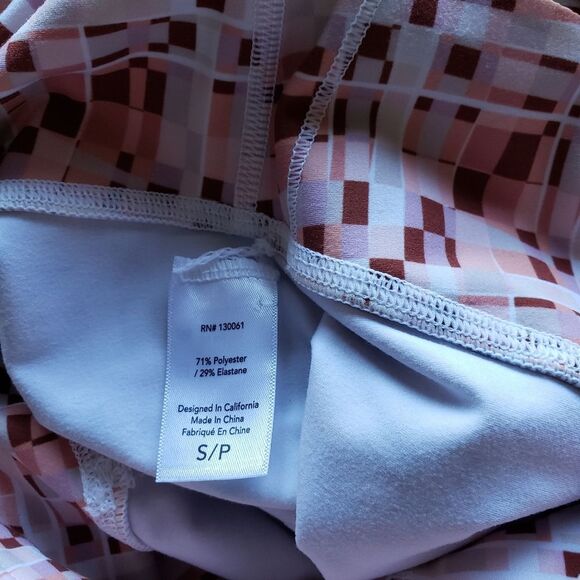 RN# 130061
71% Polyester
/ 29% Elastane
Designed In California
Made In China
Fabriqué En Chine
S/P